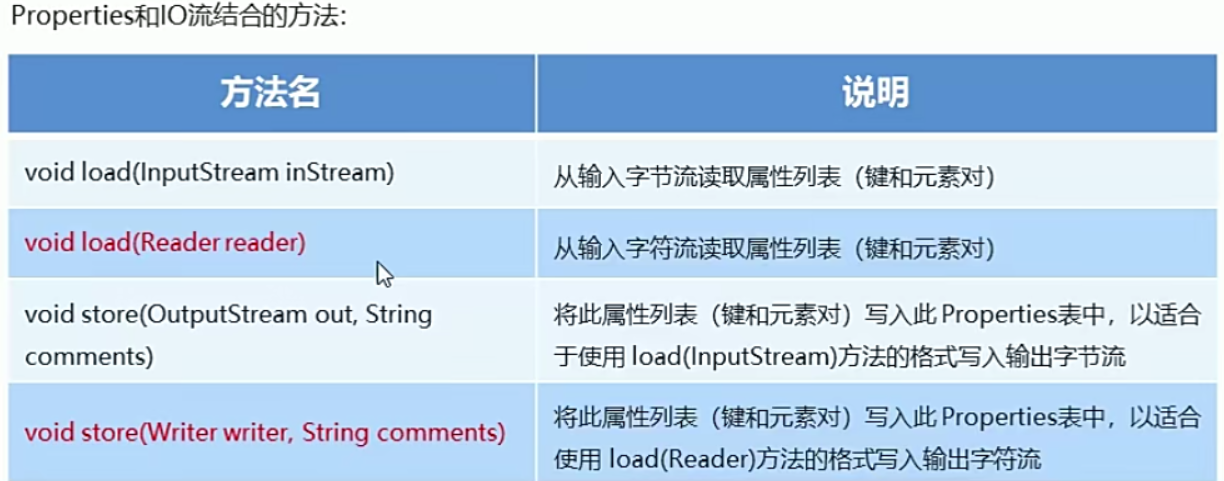 Properties和IO流结合的方法:
方法名
说明
void load(InputStream inStream)
从输入字节流读取属性列表（键和元素对）
void load(Reader reader)
从输入字符流读取属性列表（键和元素对）
void store(OutputStream out, String
comments)
将此属性列表（键和元素对）写入此 Properties表中，以适合
于使用 load(InputStream)方法的格式写入输出字节流
void store(Writer writer, String comments)
将此属性列表（键和元素对）写入此 Properties表中，以适合
使用 load(Reader)方法的格式写入输出字符流